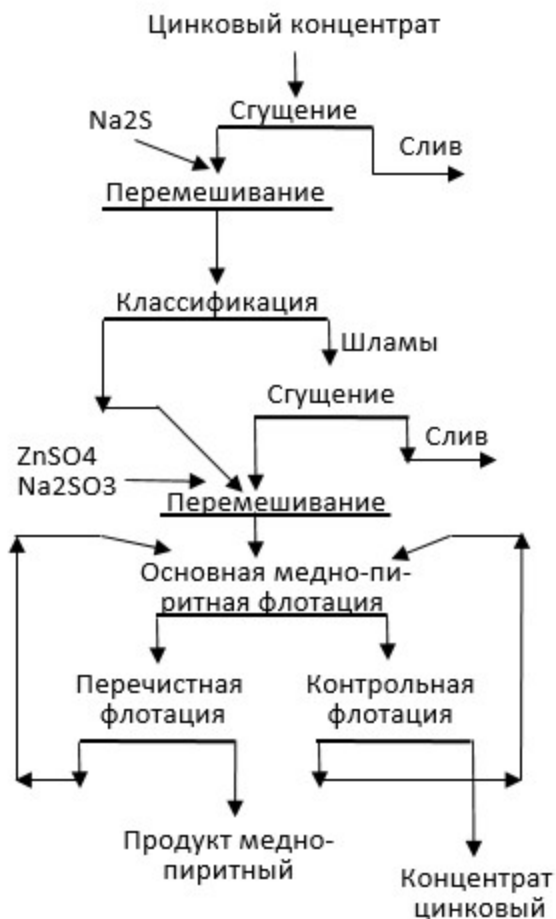 Цинковый концентрат
Сгущение
Na2S
Слив
Перемешивание
Классификация
Шламы
Сгущение
Слив
ZnSO4
Na2SO3
Перемешивание
Основная медно-пи-
ритная флотация
Перечистная
флотация
Контрольная
флотация
Продукт медно-
пиритный
Концентрат
цинковый